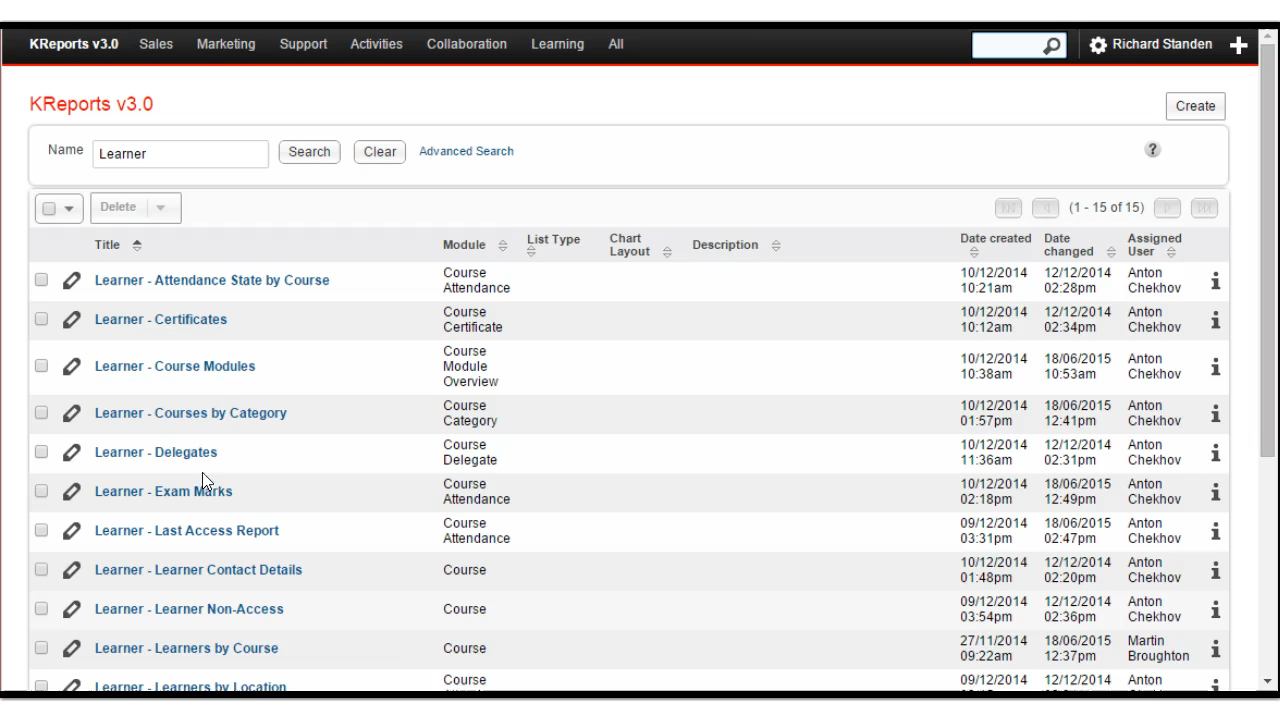 KReports v3.0 Sales Marketing Support Activities Collaboration Learning All Richard Standen
KReports v3.0
Create
Name Learner Search Clear Advanced Search ?
Delete (1 - 15 of 15)
Title Module List Type Chart Layout Description Date created Date changed Assigned User
Learner - Attendance State by Course Course Attendance 10/12/2014 10:21am 12/12/2014 02:28pm Anton Chekhov
Learner - Certificates Course Certificate 10/12/2014 10:12am 12/12/2014 02:34pm Anton Chekhov
Learner - Course Modules Course Module Overview 10/12/2014 10:38am 18/06/2015 10:53am Anton Chekhov
Learner - Courses by Category Course Category 10/12/2014 01:57pm 18/06/2015 12:41pm Anton Chekhov
Learner - Delegates Course Delegate 10/12/2014 11:36am 12/12/2014 02:31pm Anton Chekhov
Learner - Exam Marks Course Attendance 10/12/2014 02:18pm 18/06/2015 12:49pm Anton Chekhov
Learner - Last Access Report Course Attendance 09/12/2014 03:31pm 18/06/2015 02:47pm Anton Chekhov
Learner - Learner Contact Details Course 10/12/2014 01:48pm 12/12/2014 02:20pm Anton Chekhov
Learner - Learner Non-Access Course 09/12/2014 03:54pm 12/12/2014 02:36pm Anton Chekhov
Learner - Learners by Course Course 27/11/2014 09:22am 18/06/2015 12:37pm Martin Broughton
Learner - Learners by Location Course 09/12/2014 18/06/2015 Anton